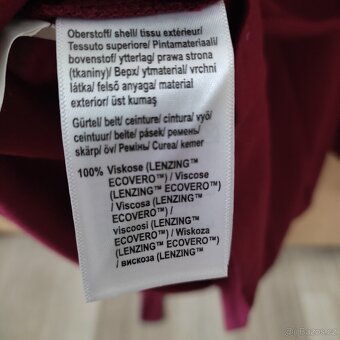 Oberstoff/ shell/ tissu extérieur/
Tessuto superiore/ Pintamateriaali/
bovenstof/ ytterlag/ prawa strona
(tkaniny)/ Bepx/ ytmaterial/ vrchní
látka/ felső anyaga/ material
exterior/ üst kumaş
Gürtel/ belt/ ceinture/ cintura/ vyö/
ceintuur/ belte/ pásek/ ремень/
skärp/ öv/ Ремінь/ Curea/ kemer
100% Viskose (LENZING™
ECOVERO™)/ Viscose
(LENZING™ ECOVERO™)
/ Viscosa (LENZING™
ECOVERO™)/
viscoosi (LENZING™
ECOVERO™)/ Wiskoza
(LENZING™ ECOVERO™)
/ вискоза (LENZING™